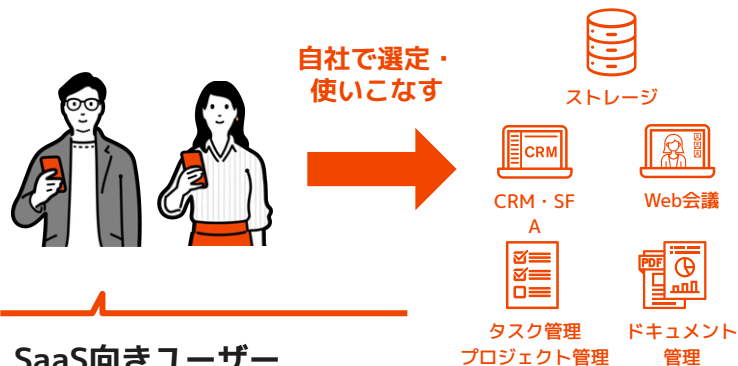 自社で選定・
使いこなす
ストレージ
CRM
CRM・SF
A
Web会議
PDF
タスク管理
プロジェクト管理
ドキュメント
管理
SaaS向きユーザー